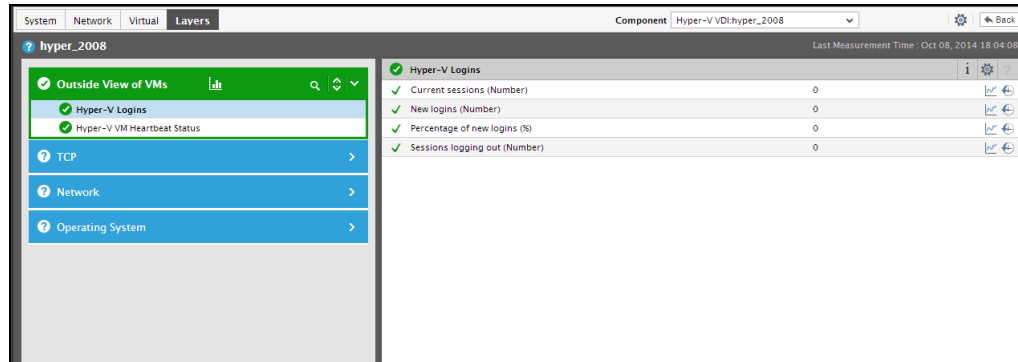 System Network Virtual Layers Component Hyper-V VDI:hyper_2008 Back
hyper_2008 Last Measurement Time : Oct 08, 2014 18:04:08
Outside View of VMs
Hyper-V Logins
Hyper-V VM Heartbeat Status
TCP
Network
Operating System
Hyper-V Logins
Current sessions (Number) 0
New logins (Number) 0
Percentage of new logins (%) 0
Sessions logging out (Number) 0